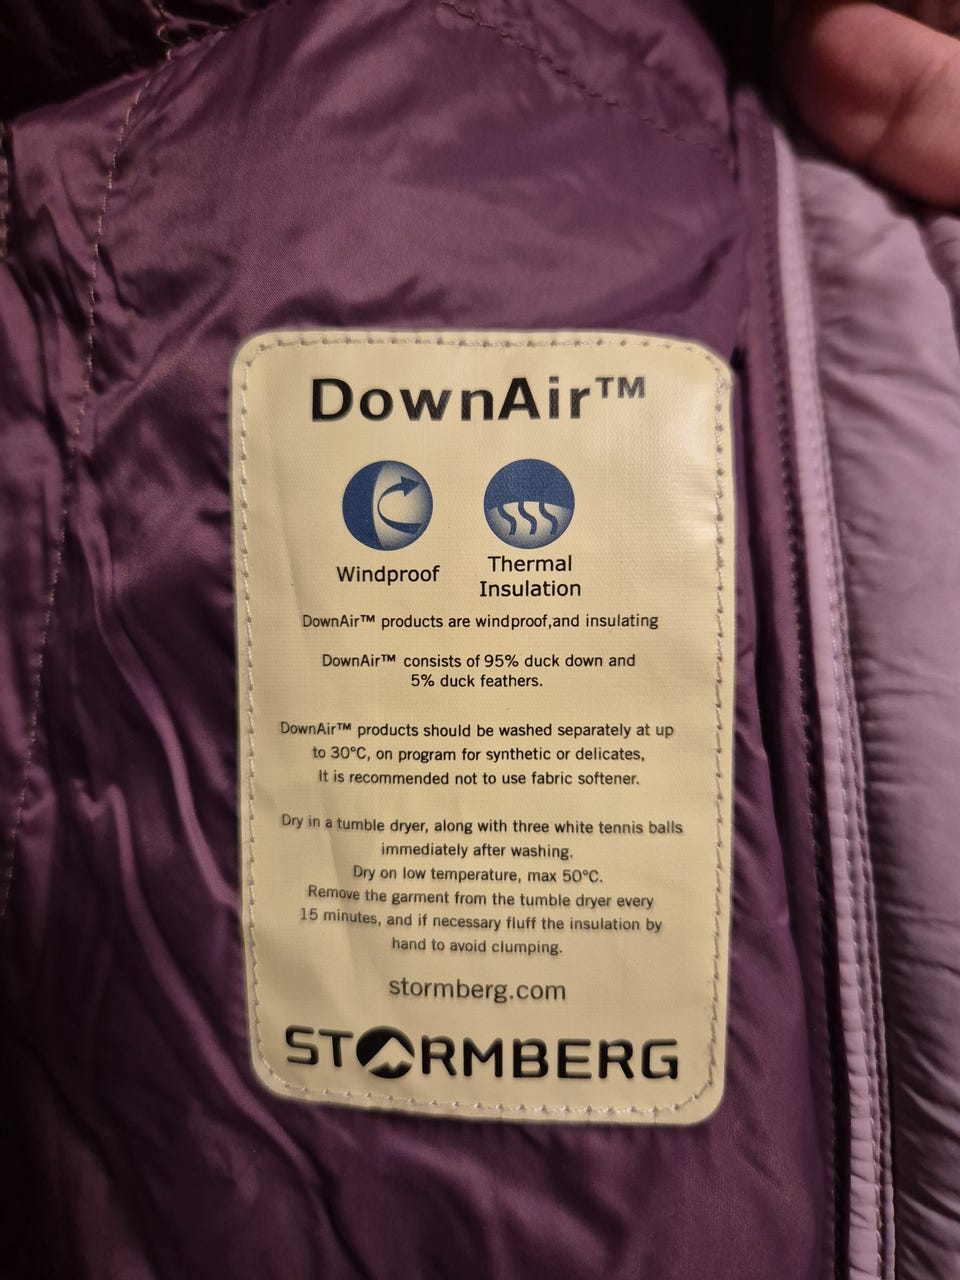 DownAir™
Windproof
Thermal
Insulation
DownAir™ products are windproof,and insulating
DownAir™ consists of 95% duck down and
5% duck feathers.
DownAir™ products should be washed separately at up
to 30°C, on program for synthetic or delicates,
It is recommended not to use fabric softener.
Dry in a tumble dryer, along with three white tennis balls
immediately after washing.
Dry on low temperature, max 50°C.
Remove the garment from the tumble dryer every
15 minutes, and if necessary fluff the insulation by
hand to avoid clumping.
stormberg.com
STORMBERG